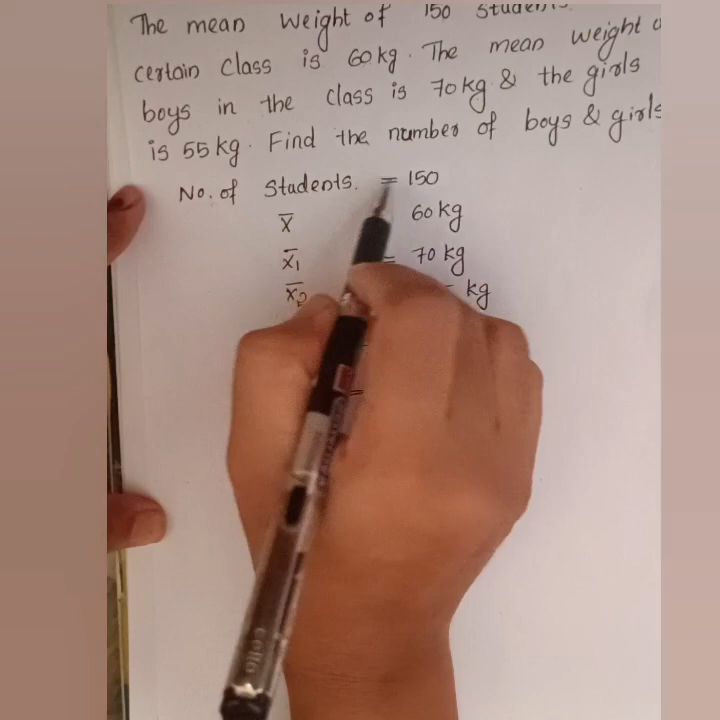 The mean weight of 150 students
certain class is 60 kg. The mean weight
boys in the class is 70 kg & the girls
is 55 kg. Find the number of boys & girls
No. of Students. = 150
X̅ 60 kg
X̅₁ = 70 kg
X̅₂ kg
cello